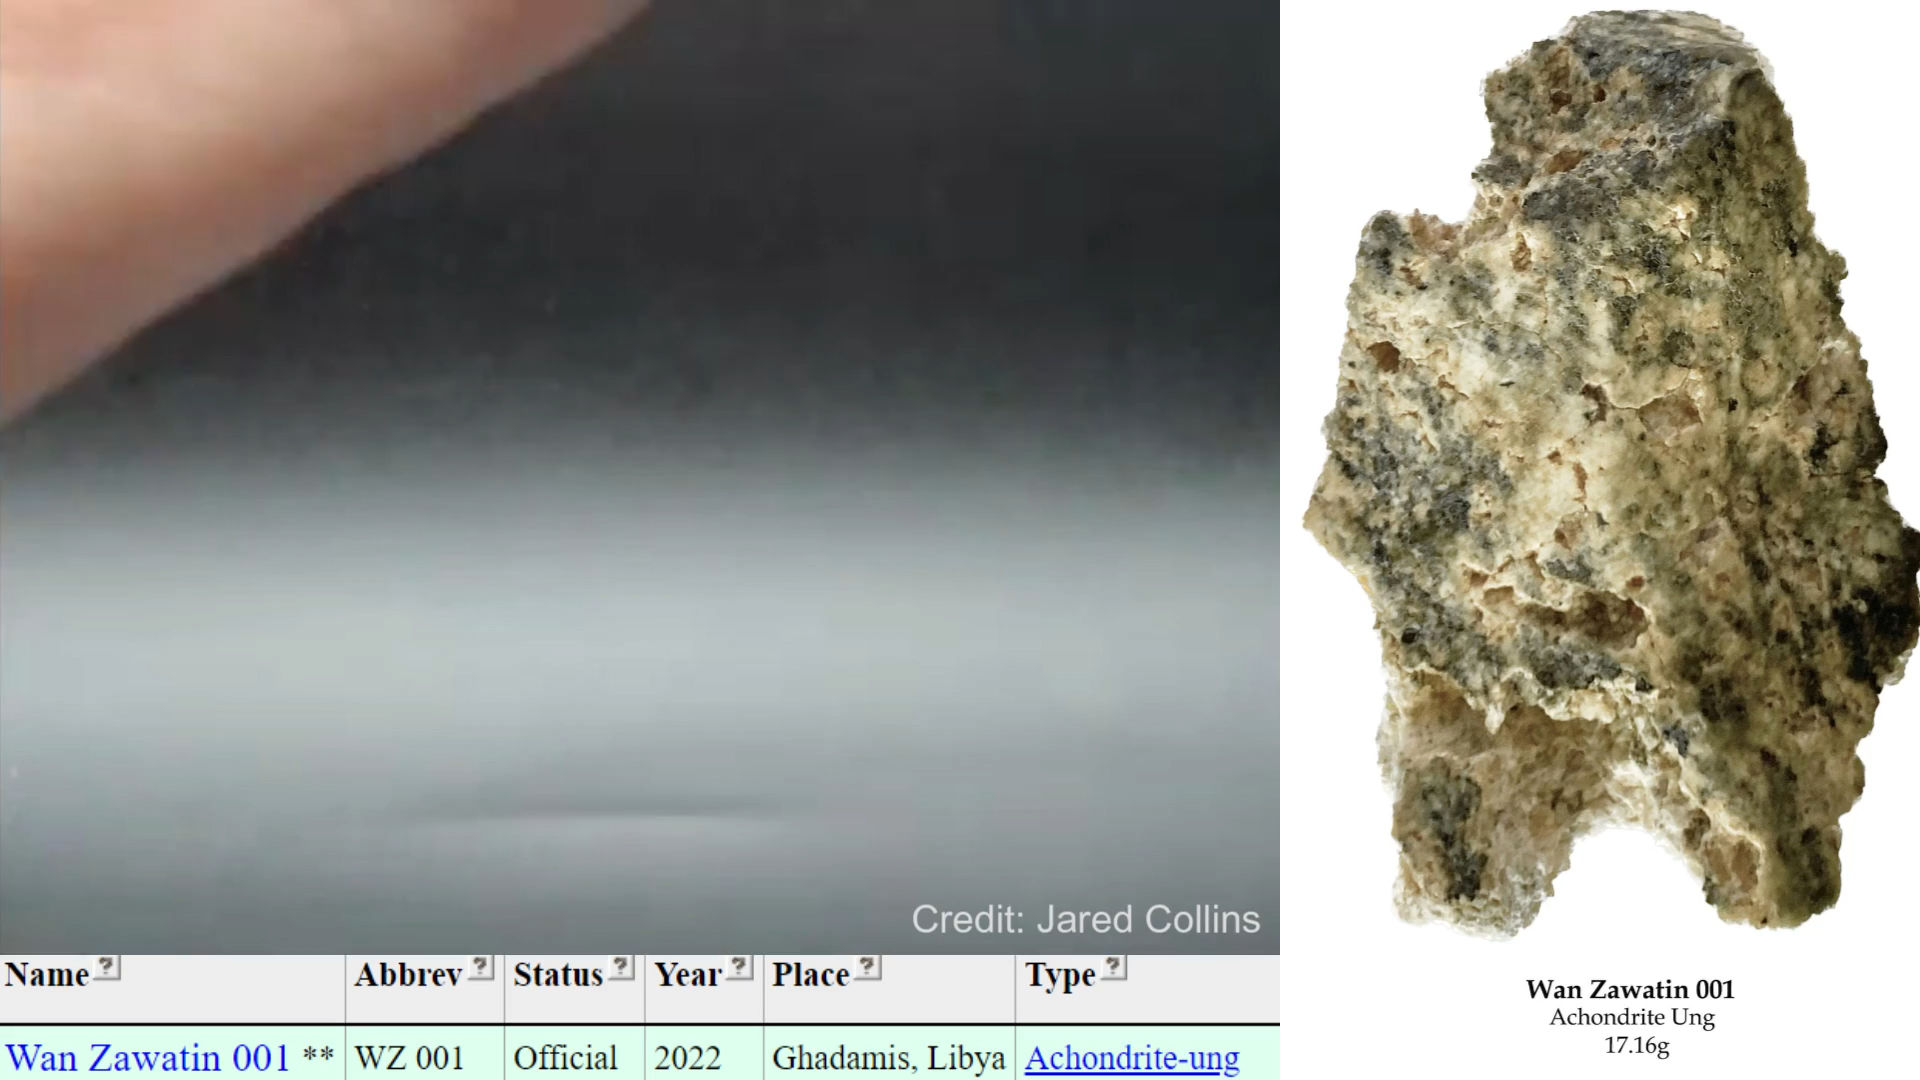 Credit: Jared Collins
Name ? Abbrev ? Status ? Year ? Place ? Type ?
Wan Zawatin 001 ** WZ 001 Official 2022 Ghadamis, Libya Achondrite-ung
Wan Zawatin 001
Achondrite Ung
17.16g